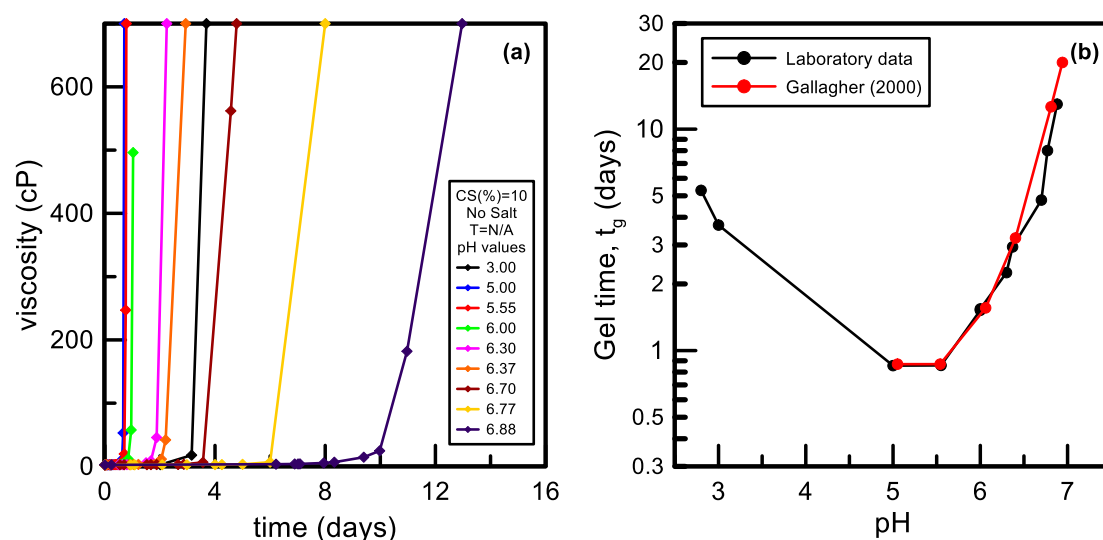 (a)
600
400
200
0
viscosity (cP)
CS(%)=10
No Salt
T=N/A
pH values
3.00
5.00
5.55
6.00
6.30
6.37
6.70
6.77
6.88
0 4 8 12 16
time (days)
(b)
Laboratory data
Gallagher (2000)
30
20
10
5
3
2
1
0.5
0.3
Gel time, tg (days)
3 4 5 6 7
pH